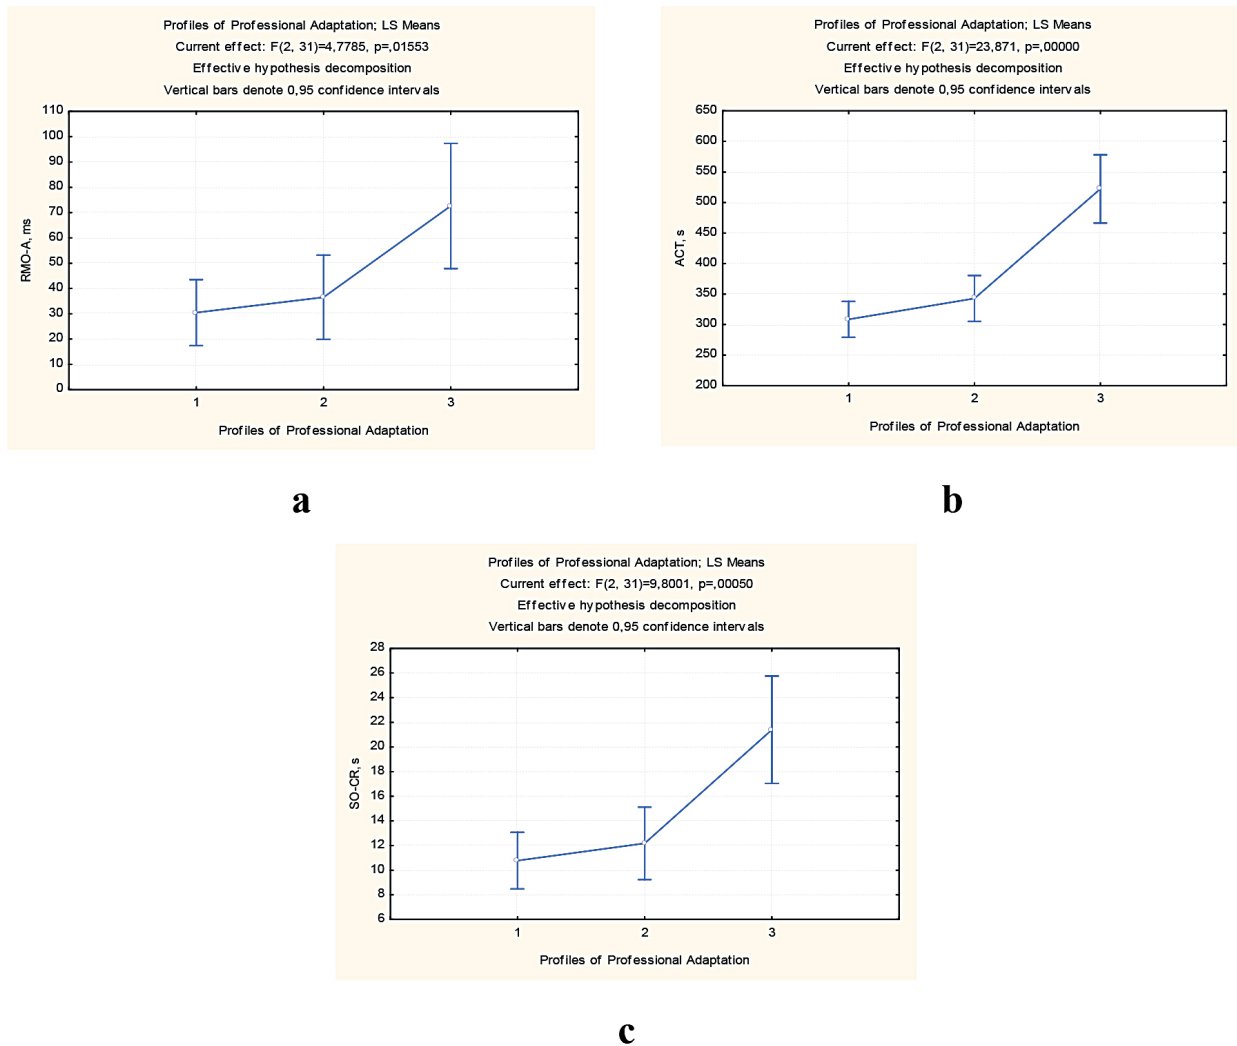 Profiles of Professional Adaptation; LS Means
Current effect: F(2, 31)=4,7785, p=,01553
Effective hypothesis decomposition
Vertical bars denote 0,95 confidence intervals
110
100
90
80
70
60
50
40
30
20
10
0
RMO-A, ms
1 2 3
Profiles of Professional Adaptation
a
Profiles of Professional Adaptation; LS Means
Current effect: F(2, 31)=23,871, p=,00000
Effective hypothesis decomposition
Vertical bars denote 0,95 confidence intervals
650
600
550
500
450
400
350
300
250
200
ACT, s
1 2 3
Profiles of Professional Adaptation
b
Profiles of Professional Adaptation; LS Means
Current effect: F(2, 31)=9,8001, p=,00050
Effective hypothesis decomposition
Vertical bars denote 0,95 confidence intervals
28
26
24
22
20
18
16
14
12
10
8
6
SO-CR, s
1 2 3
Profiles of Professional Adaptation
c